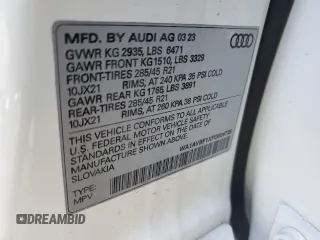 MFD. BY AUDI AG 03 23
GVWR KG 2935, LBS 6471
GAWR FRONT KG1510, LBS 3329
FRONT-TIRES 285/45 R21
10JX21 RIMS, AT 240 KPA 35 PSI COLD
GAWR REAR KG 1765, LBS 3891
REAR-TIRES 285/45 R21
10JX21 RIMS, AT 260 KPA 38 PSI COLD
THIS VEHICLE CONFORMS TO ALL APPLICABLE
U.S. FEDERAL MOTOR VEHICLE SAFETY
STANDARDS IN EFFECT ON THE DATE OF
MANUFACTURE SHOWN ABOVE.
SLOVAKIA
TYPE:
MPV
DREAMBID